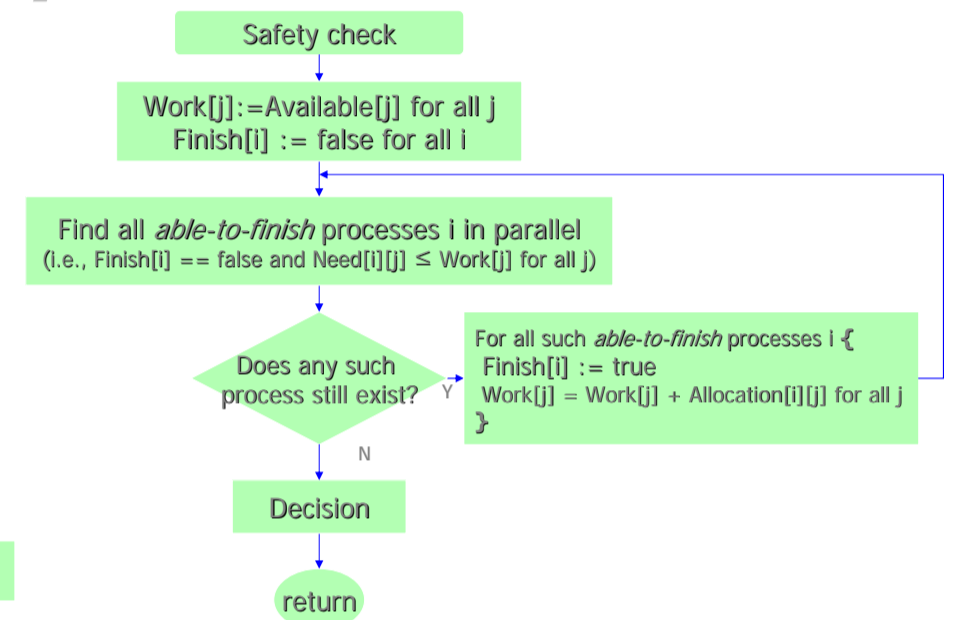 Safety check
Work[j]:=Available[j] for all j
Finish[i] := false for all i
Find all able-to-finish processes i in parallel
(i.e., Finish[i] == false and Need[i][j] ≤ Work[j] for all j)
Does any such
process still exist?
Y
For all such able-to-finish processes i {
Finish[i] := true
Work[j] = Work[j] + Allocation[i][j] for all j
}
N
Decision
return